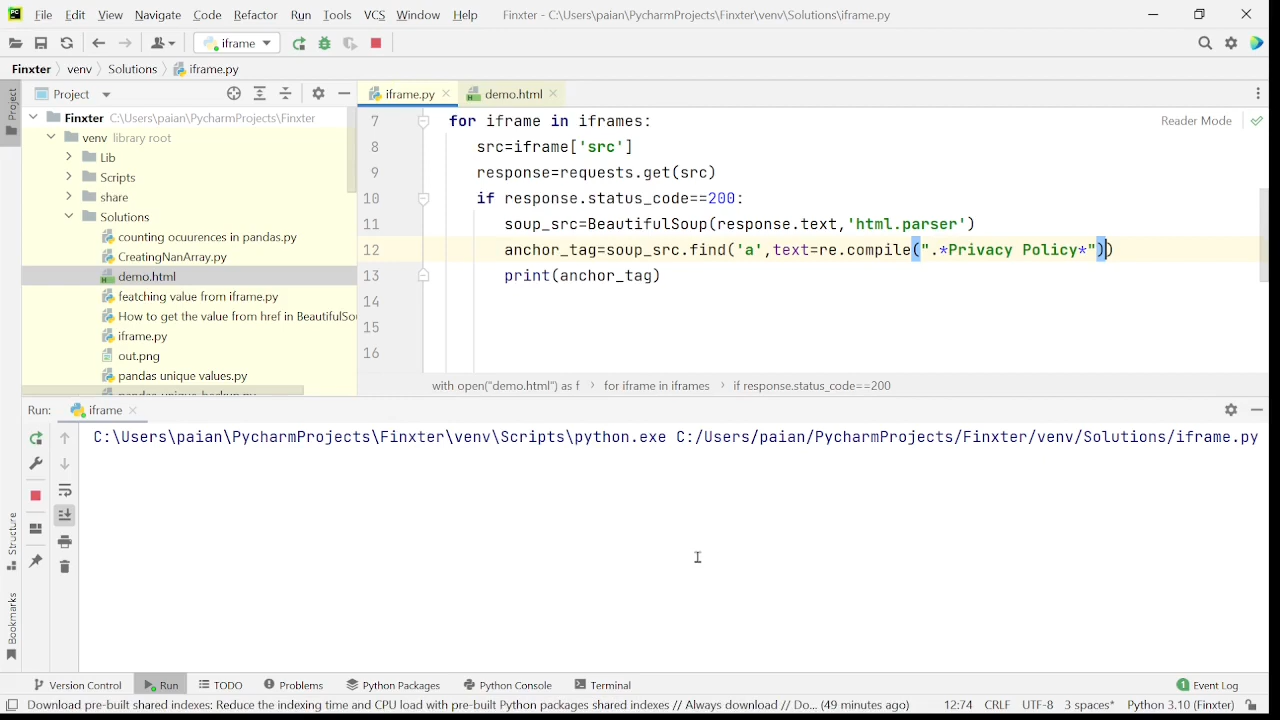 File Edit View Navigate Code Refactor Run Tools VCS Window Help Finxter - C:\Users\paian\PycharmProjects\Finxter\venv\Solutions\iframe.py
iframe
Finxter venv Solutions iframe.py
Project
Project
iframe.py
demo.html
Finxter C:\Users\paian\PycharmProjects\Finxter
venv library root
Lib
Scripts
share
Solutions
counting ocuurences in pandas.py
CreatingNanArray.py
demo.html
featching value from iframe.py
How to get the value from href in BeautifulSou
iframe.py
out.png
pandas unique values.py
Reader Mode
7 for iframe in iframes:
8 src=iframe['src']
9 response=requests.get(src)
10 if response.status_code==200:
11 soup_src=BeautifulSoup(response.text,'html.parser')
12 anchor_tag=soup_src.find('a',text=re.compile(".*Privacy Policy*"))
13 print(anchor_tag)
14
15
16
with open("demo.html") as f for iframe in iframes if response.status_code==200
Run: iframe
C:\Users\paian\PycharmProjects\Finxter\venv\Scripts\python.exe C:/Users/paian/PycharmProjects/Finxter/venv/Solutions/iframe.py
Structure
Bookmarks
Version Control Run TODO Problems Python Packages Python Console Terminal 1 Event Log
Download pre-built shared indexes: Reduce the indexing time and CPU load with pre-built Python packages shared indexes // Always download // Do... (49 minutes ago) 12:74 CRLF UTF-8 3 spaces* Python 3.10 (Finxter)